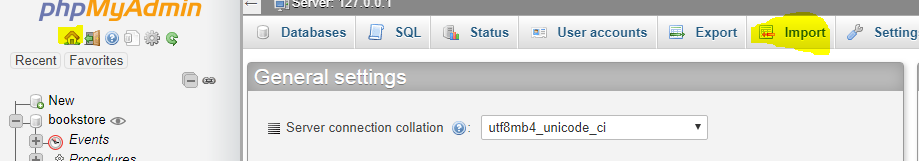 phpMyAdmin
Recent Favorites
New
bookstore
Events
Procedures
Server: 127.0.0.1
Databases SQL Status User accounts Export Import Setting
General settings
Server connection collation utf8mb4_unicode_ci